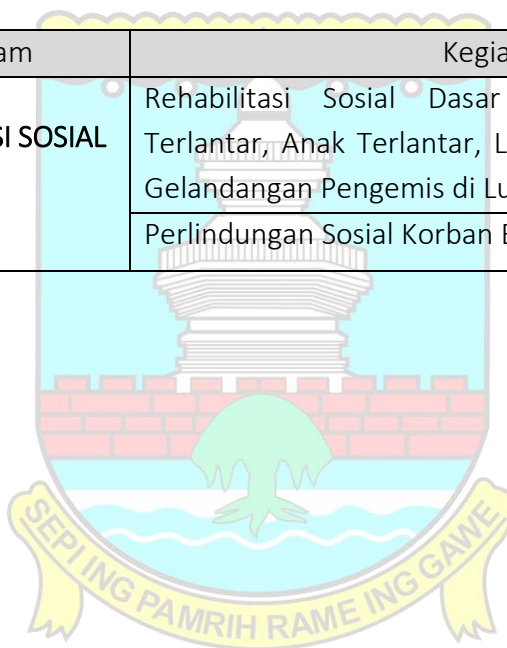 am Kegia
Rehabilitasi Sosial Dasar
SI SOSIAL Terlantar, Anak Terlantar, L
Gelandangan Pengemis di Lu
Perlindungan Sosial Korban B
SEPI ING PAMRIH RAME ING GAWE